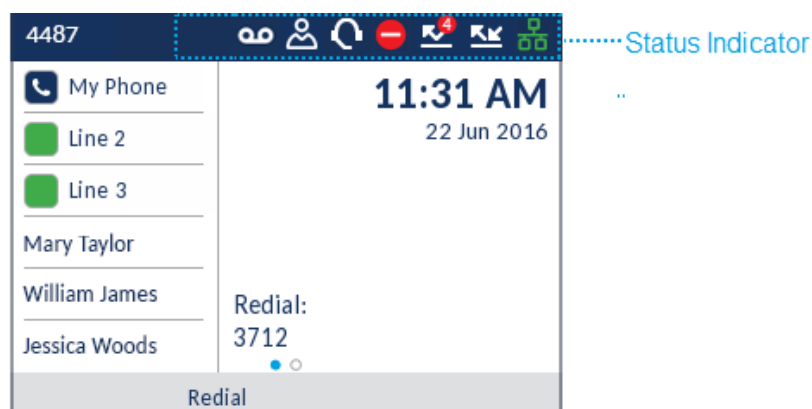 4487
4
Status Indicator
My Phone
11:31 AM
22 Jun 2016
Line 2
Line 3
Mary Taylor
William James
Jessica Woods
Redial:
3712
Redial